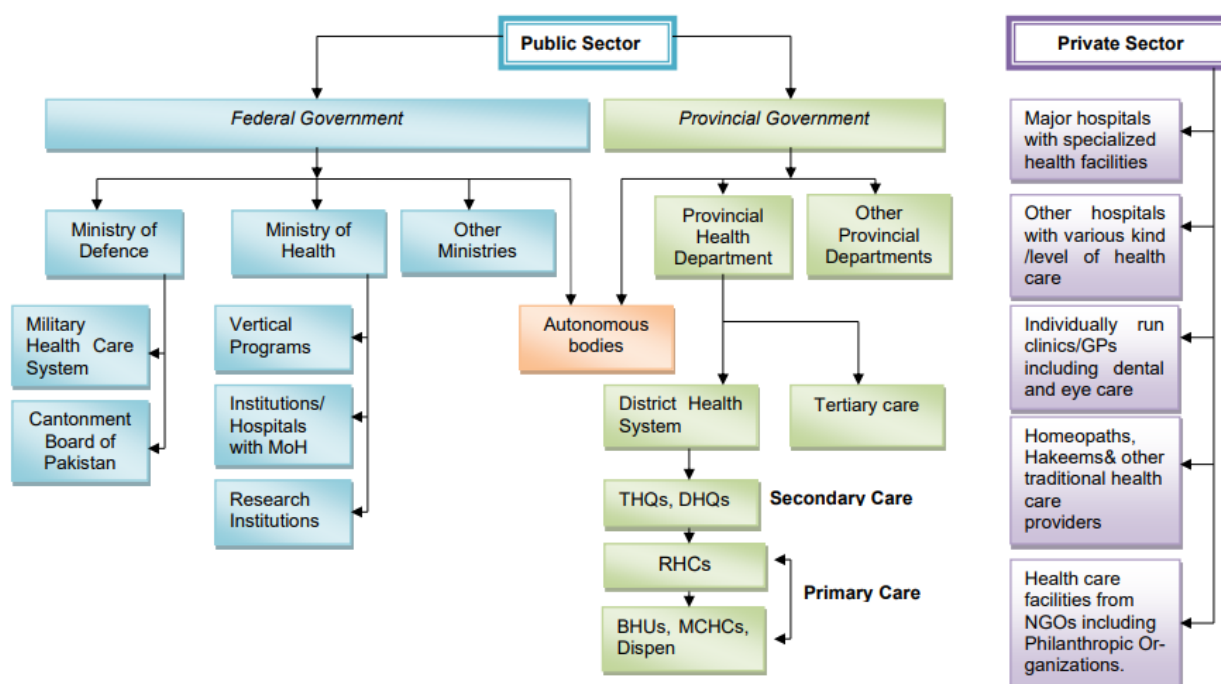 Public Sector
Private Sector
Federal Government
Provincial Government
Ministry of
Defence
Ministry of
Health
Other
Ministries
Provincial
Health
Department
Other
Provincial
Departments
Military
Health Care
System
Cantonment
Board of
Pakistan
Vertical
Programs
Institutions/
Hospitals
with MoH
Research
Institutions
Autonomous
bodies
District Health
System
Tertiary care
THQs, DHQs
Secondary Care
RHCs
Primary Care
BHUs, MCHCs,
Dispen
Major hospitals
with specialized
health facilities
Other hospitals
with various kind
/level of health
care
Individually run
clinics/GPs
including dental
and eye care
Homeopaths,
Hakeems& other
traditional health
care
providers
Health care
facilities from
NGOs including
Philanthropic Or-
ganizations.